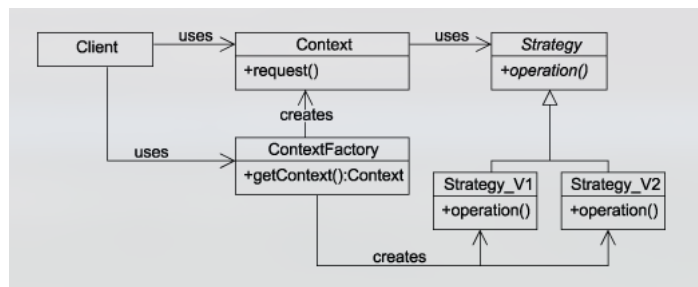 Client
uses
Context
+request()
uses
Strategy
+operation()
creates
uses
ContextFactory
+getContext():Context
Strategy_V1
+operation()
Strategy_V2
+operation()
creates